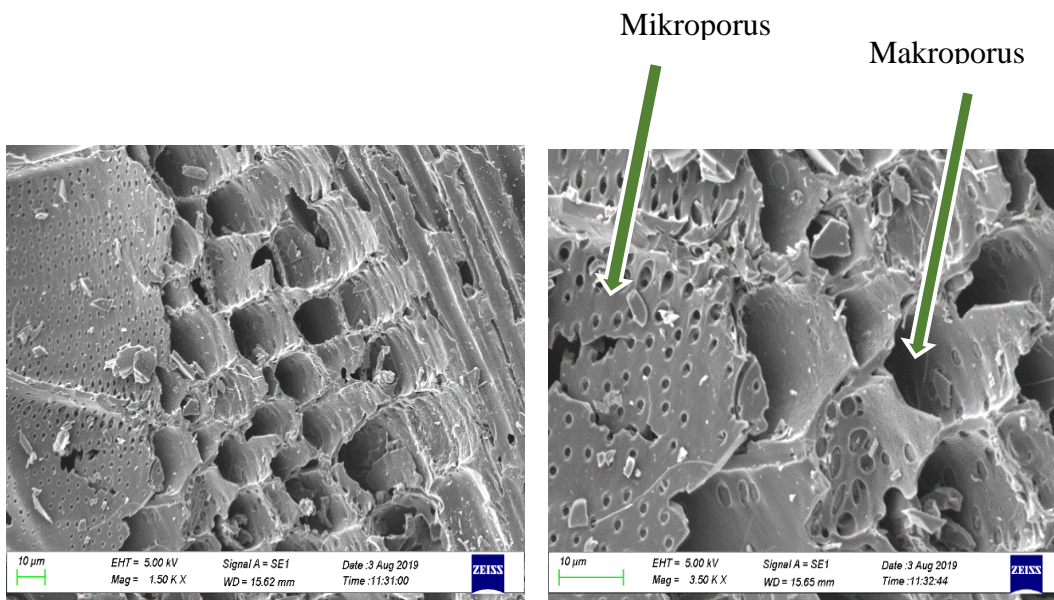 Mikroporus
Makroporus
10 µm
EHT = 5.00 kV Signal A = SE1 Date :3 Aug 2019
Mag = 1.50 K X WD = 15.62 mm Time :11:31:00
ZEISS
10 µm
EHT = 5.00 kV Signal A = SE1 Date :3 Aug 2019
Mag = 3.50 K X WD = 15.65 mm Time :11:32:44
ZEISS